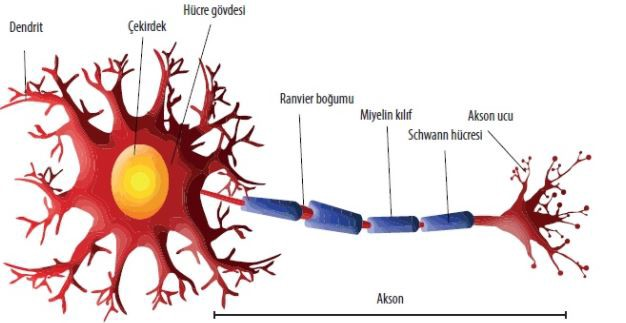 Dendrit
Çekirdek
Hücre gövdesi
Ranvier boğumu
Miyelin kılıf
Schwann hücresi
Akson ucu
Akson